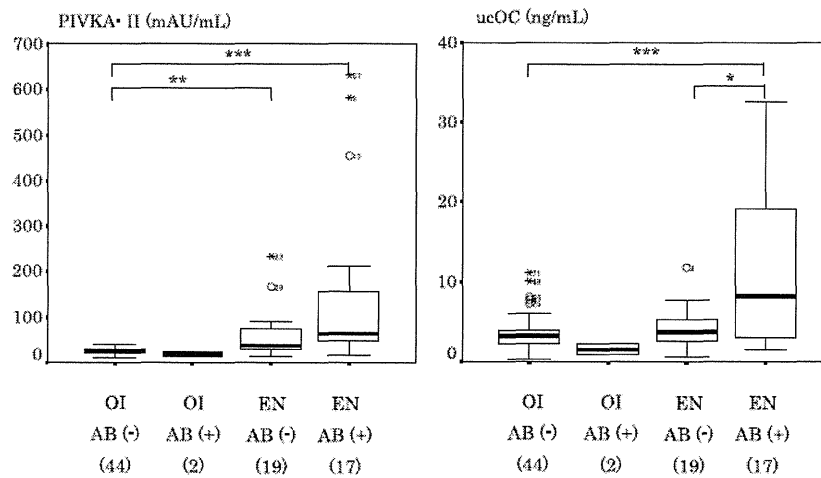 PIVKA・II (mAU/mL)
700
600
500
400
300
200
100
0
***
**
OI OI EN EN
AB (-) AB (+) AB (-) AB (+)
(44) (2) (19) (17)
ucOC (ng/mL)
40
30
20
10
0
***
*
OI OI EN EN
AB (-) AB (+) AB (-) AB (+)
(44) (2) (19) (17)